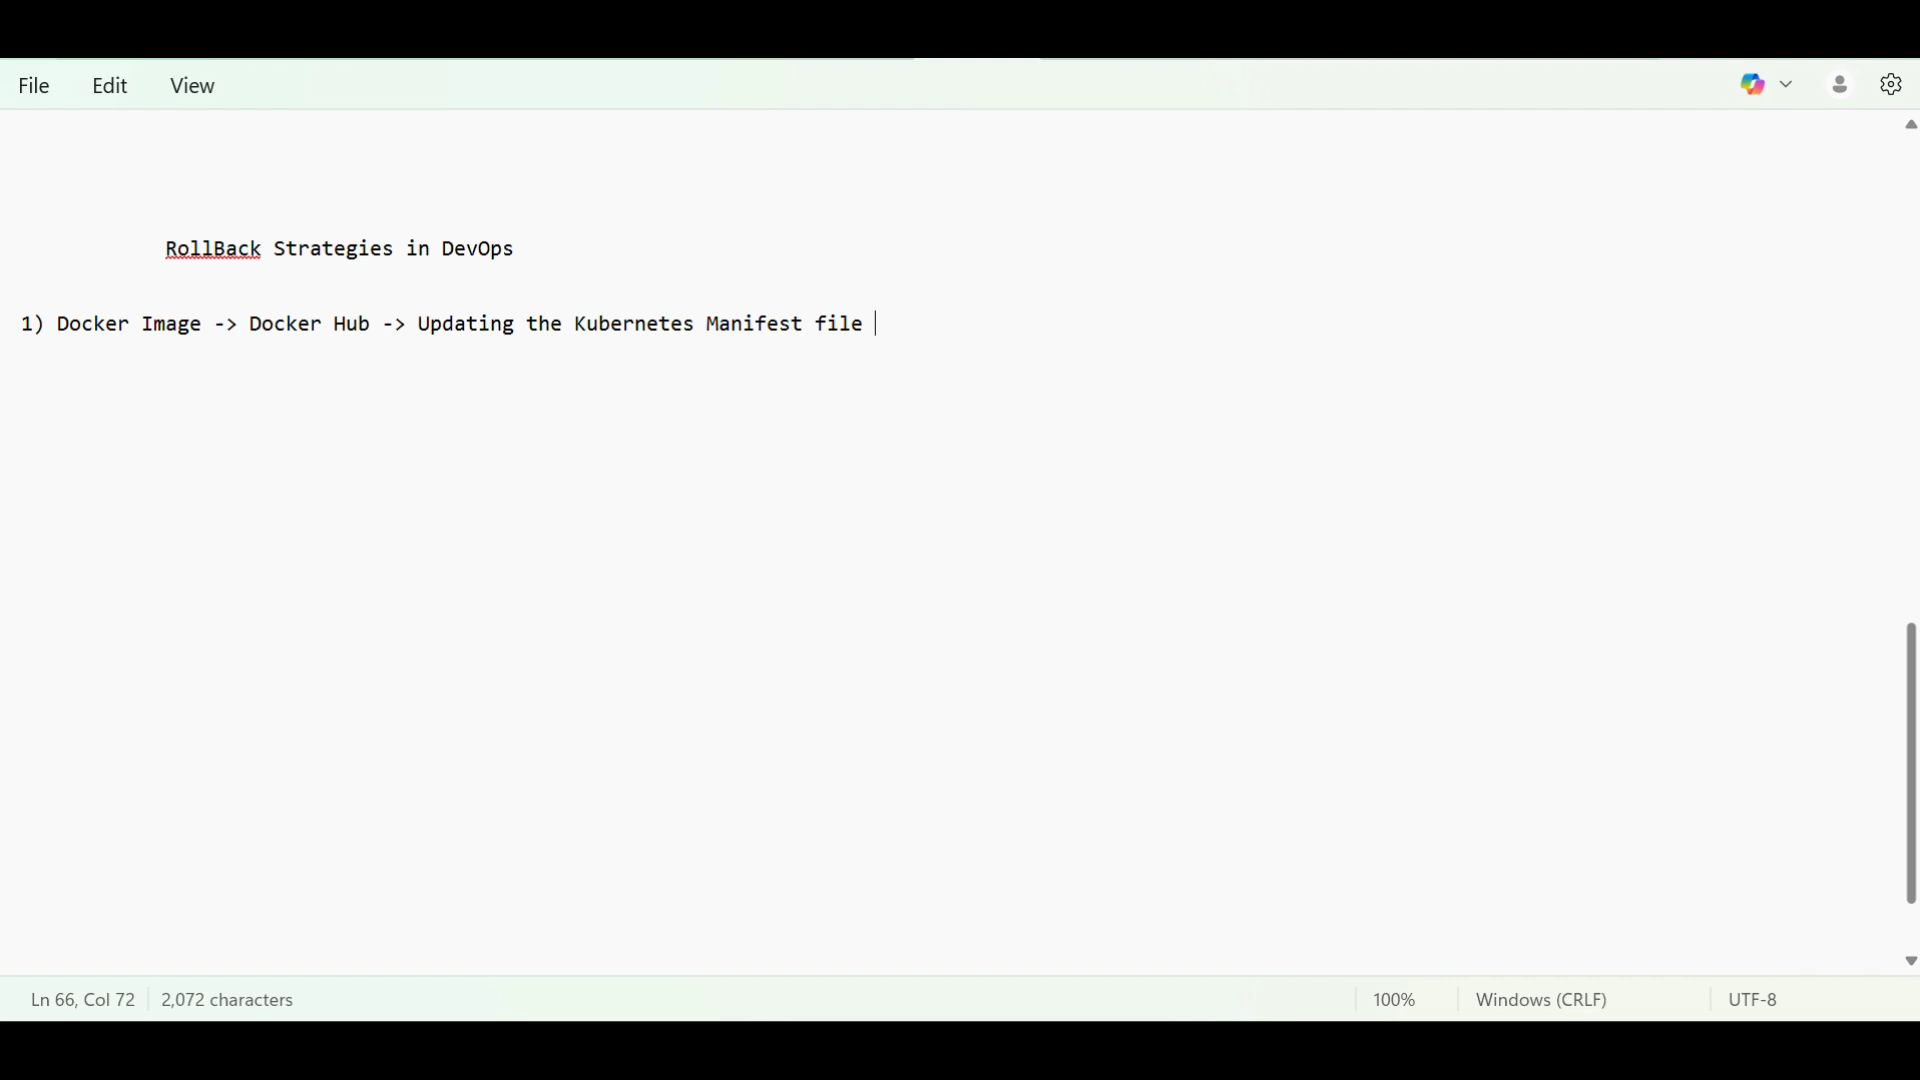 File Edit View
RollBack Strategies in DevOps
1) Docker Image -> Docker Hub -> Updating the Kubernetes Manifest file
Ln 66, Col 72 2,072 characters 100% Windows (CRLF) UTF-8